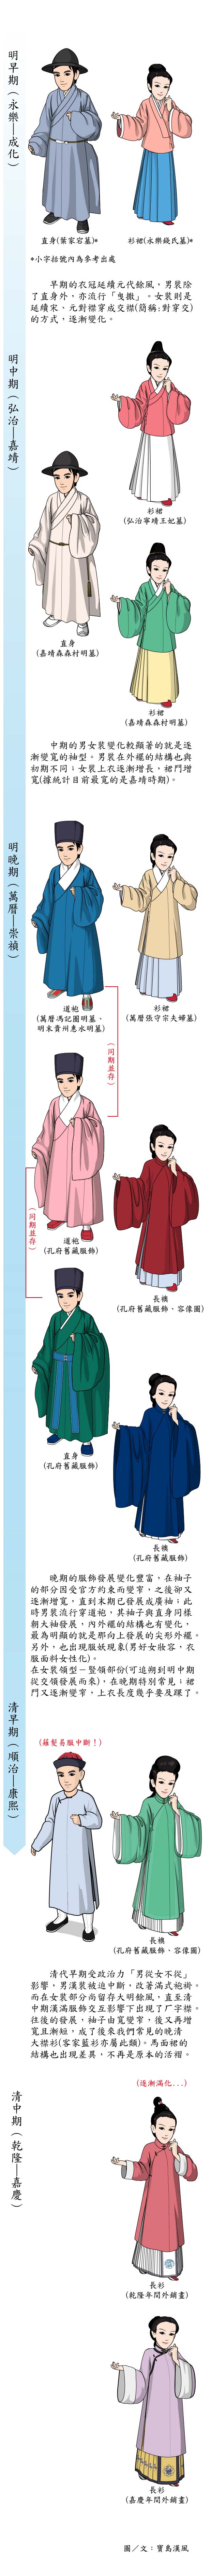 明早期（永樂—成化）
直身(葉家宕墓)*
衫裙(永樂錢氏墓)*
*小字括號內為參考出處
早期的衣冠延續元代餘風，男裝除
了直身外，亦流行「曳撒」。女裝則是
延續宋、元對襟穿成交襟(簡稱:對穿交)
的方式，逐漸變化。
明中期（弘治—嘉靖）
衫裙
(弘治寧靖王妃墓)
直身
(嘉靖森森村明墓)
衫裙
(嘉靖森森村明墓)
中期的男女裝變化較顯著的就是逐
漸變寬的袖型。男裝在外襬的結構也與
初期不同；女裝上衣逐漸增長，裙門增
寬(據統計目前最寬的是嘉靖時期)。
明晚期（萬曆—崇禎）
道袍
(萬曆馮記圈明墓、
明末貴州惠水明墓)
衫裙
(萬曆張守宗夫婦墓)
（同期並存）
道袍
(孔府舊藏服飾)
長襖
(孔府舊藏服飾、容像圖)
（同期並存）
直身
(孔府舊藏服飾)
長襖
(孔府舊藏服飾)
晚期的服飾發展變化豐富，在袖子
的部分因受官方約束而變窄，之後卻又
逐漸增寬，直到末期已發展成廣袖；此
時男裝流行穿道袍，其袖子與直身同樣
朝大袖發展，內外襬的結構也有變化，
最為明顯的就是那向上發展的尖形外襬。
另外，也出現服妖現象(男好女妝容，衣
服面料女性化)。
在女裝領型－豎領部份(可追朔到明中期
從交領發展而來)，在晚期特別常見；裙
門又逐漸變窄，上衣長度幾乎要及踝了。
清早期（順治—康熙）
(薙髮易服中斷！)
長襖
(孔府舊藏服飾、容像圖)
清代早期受政治力「男從女不從」
影響，男漢裝被迫中斷，改著滿式袍褂。
而在女裝部分尚留存大明餘風，直至清
中期漢滿服飾交互影響下出現了厂字襟。
往後的發展，袖子由寬變窄，後又再增
寬且漸短，成了後來我們常見的晚清
大襟衫(客家藍衫亦屬此類)。馬面裙的
結構也出現差異，不再是原本的活褶。
清中期（乾隆—嘉慶）
(逐漸滿化...)
長衫
(乾隆年間外銷畫)
長衫
(嘉慶年間外銷畫)
圖／文：寶島漢風